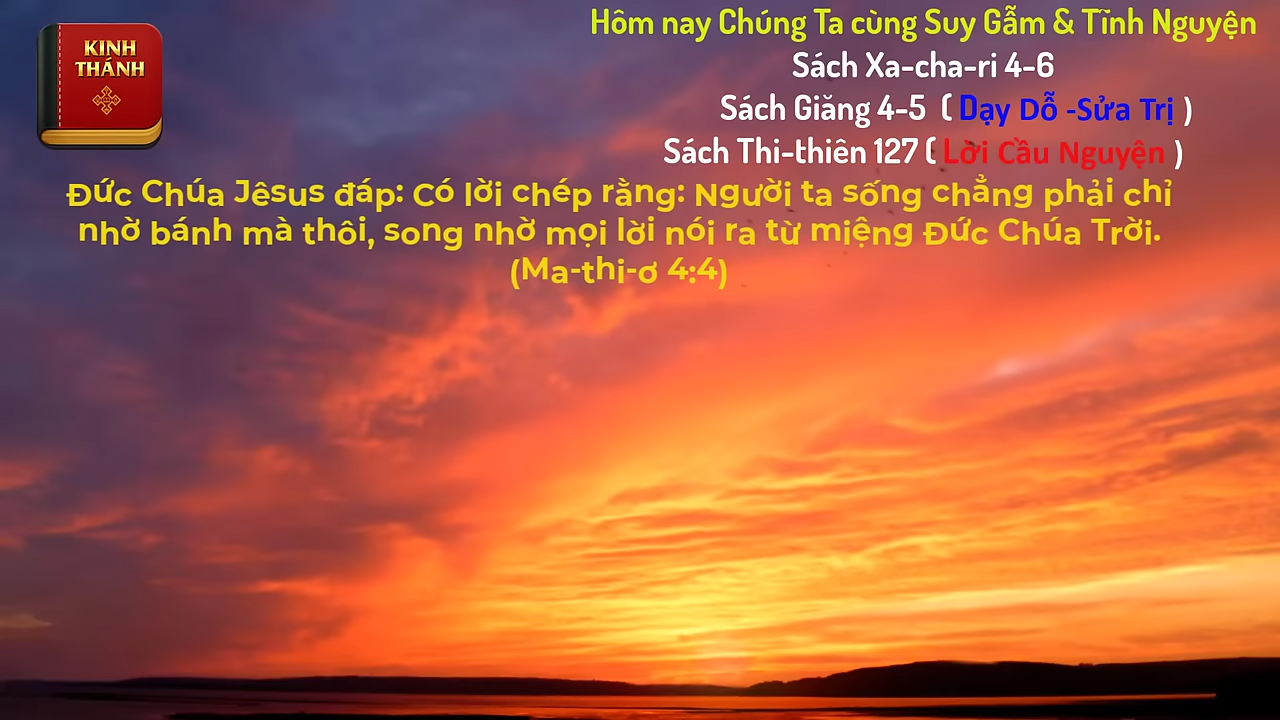 KINH
THÁNH
Hôm nay Chúng Ta cùng Suy Gẫm & Tĩnh Nguyện
Sách Xa-cha-ri 4-6
Sách Giăng 4-5 ( Dạy Dỗ -Sửa Trị )
Sách Thi-thiên 127 ( Lời Cầu Nguyện )
Đức Chúa Jêsus đáp: Có lời chép rằng: Người ta sống chẳng phải chỉ
nhờ bánh mà thôi, song nhờ mọi lời nói ra từ miệng Đức Chúa Trời.
(Ma-thi-ơ 4:4)